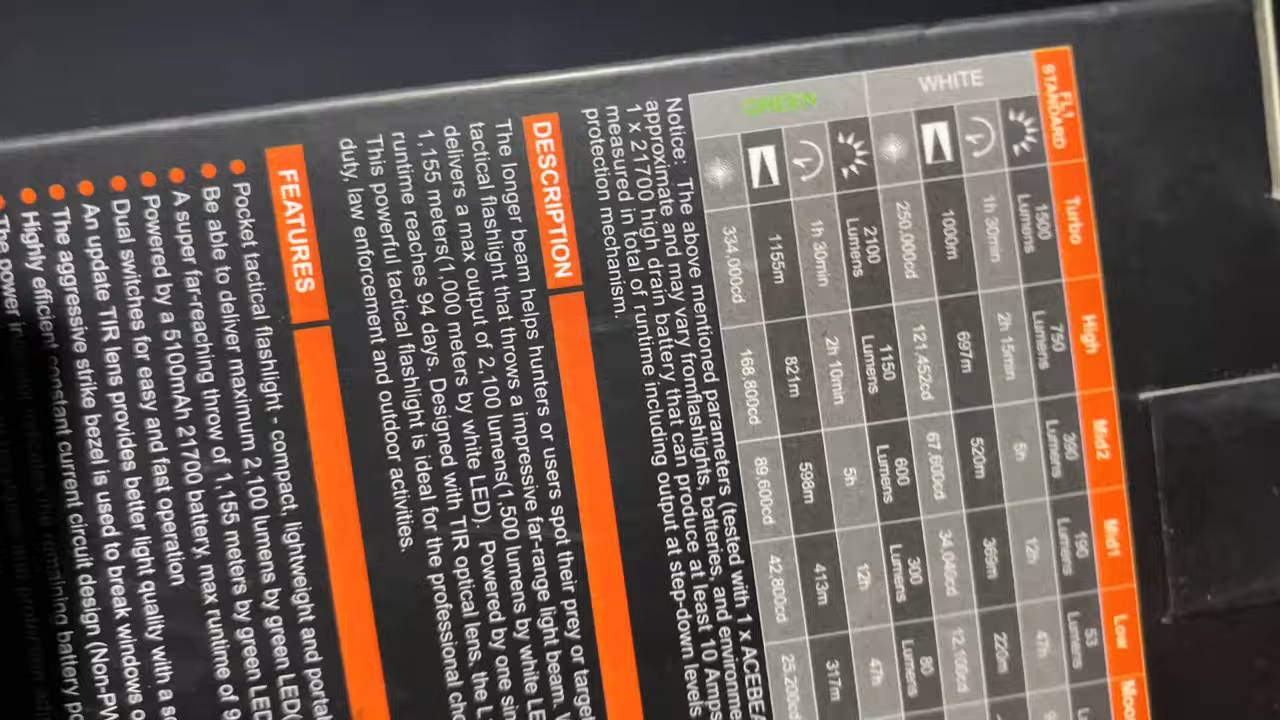 FL1 STANDARD Turbo High Mid2 Mid1 Low
WHITE
1500 Lumens 750 Lumens 390 Lumens 190 Lumens 53 Lumens
1h 30min 2h 15min 5h 12h 47h
1000m 697m 520m 369m 220m
250,000cd 121,452cd 67,600cd 34,040cd 12,100cd
GREEN
2100 Lumens 1150 Lumens 600 Lumens 300 Lumens 80 Lumens
1h 30min 2h 10min 5h 12h 47h
1155m 821m 598m 413m 317m
334,000cd 168,800cd 89,600cd 42,800cd 25,200cd
Notice: The above mentioned parameters (tested with 1 x ACEBEA
approximate and may vary fromflashlights, batteries, and environme
1 x 21700 high drain battery that can produce at least 10 Amps
measured in total of runtime including output at step-down levels
protection mechanism.
DESCRIPTION
The longer beam helps hunters or users spot their prey or target
tactical flashlight that throws a impressive far-range light beam.
delivers a max output of 2,100 lumens(1,500 lumens by white LE
1,155 meters(1,000 meters by white LED). Powered by one sin
runtime reaches 94 days. Designed with TIR optical lens, the L
This powerful tactical flashlight is ideal for the professional cho
duty, law enforcement and outdoor activities.
FEATURES
Pocket tactical flashlight - compact, lightweight and portal
Be able to deliver maximum 2,100 lumens by green LED(
A super far-reaching throw of 1,155 meters by green LED
Powered by a 5100mAh 21700 battery, max runtime of 9
Dual switches for easy and fast operation
An update TIR lens provides better light quality with a s
The aggressive strike bezel is used to break windows o
Highly efficient constant current circuit design (Non-PW
The power indicator remaining battery po